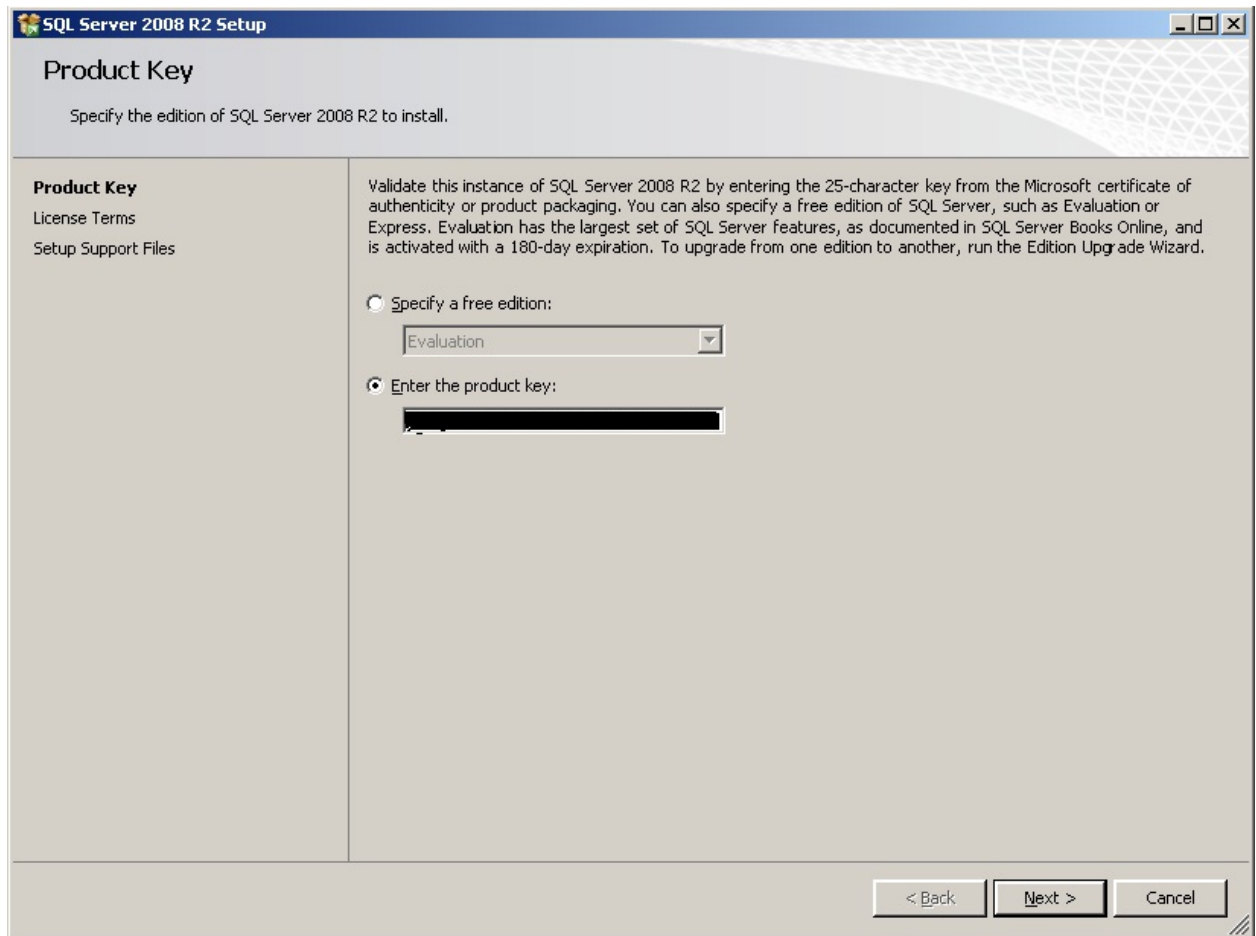 SQL Server 2008 R2 Setup
Product Key
Specify the edition of SQL Server 2008 R2 to install.
Product Key
License Terms
Setup Support Files
Validate this instance of SQL Server 2008 R2 by entering the 25-character key from the Microsoft certificate of
authenticity or product packaging. You can also specify a free edition of SQL Server, such as Evaluation or
Express. Evaluation has the largest set of SQL Server features, as documented in SQL Server Books Online, and
is activated with a 180-day expiration. To upgrade from one edition to another, run the Edition Upgrade Wizard.
Specify a free edition:
Evaluation
Enter the product key:
< Back
Next >
Cancel